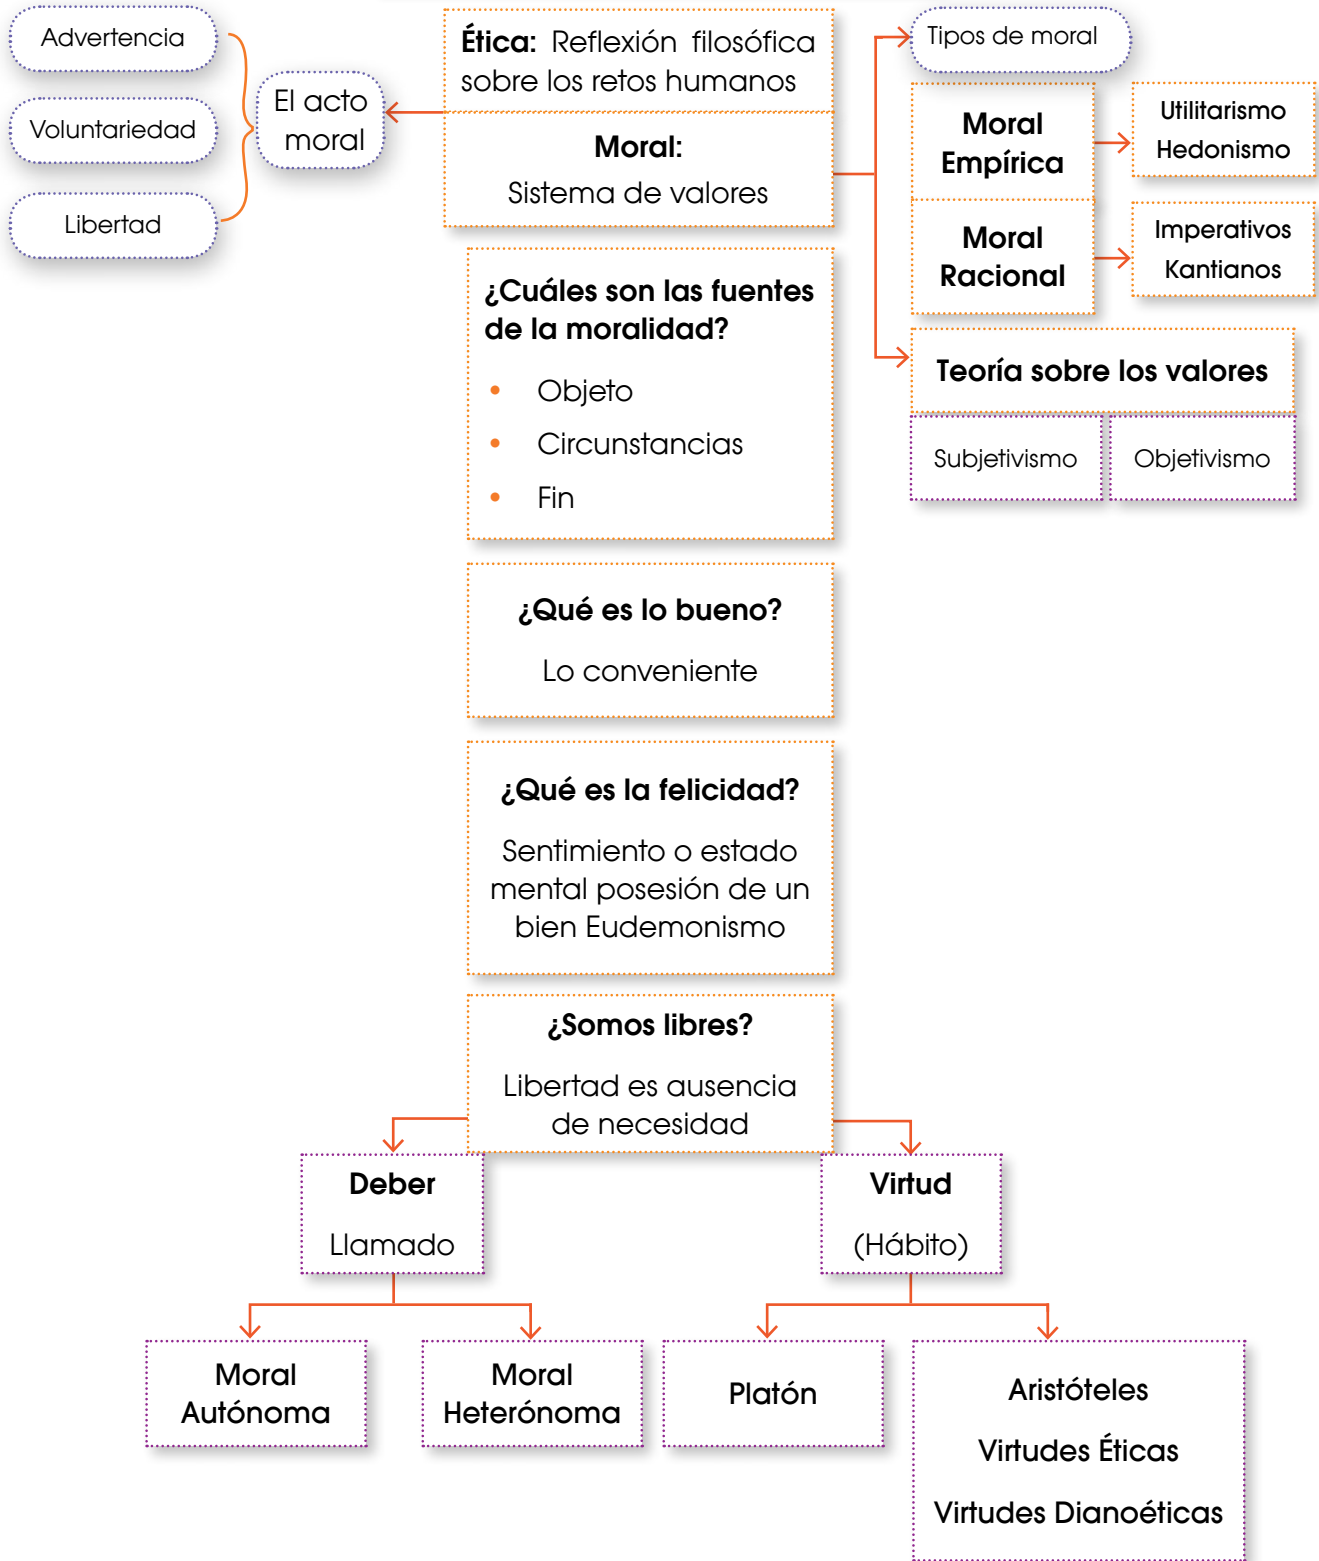 Advertencia
Voluntariedad
Libertad
El acto
moral
Ética: Reflexión filosófica
sobre los retos humanos
Moral:
Sistema de valores
Tipos de moral
Moral
Empírica
Utilitarismo
Hedonismo
Moral
Racional
Imperativos
Kantianos
Teoría sobre los valores
Subjetivismo
Objetivismo
¿Cuáles son las fuentes
de la moralidad?
• Objeto
• Circunstancias
• Fin
¿Qué es lo bueno?
Lo conveniente
¿Qué es la felicidad?
Sentimiento o estado
mental posesión de un
bien Eudemonismo
¿Somos libres?
Libertad es ausencia
de necesidad
Deber
Llamado
Virtud
(Hábito)
Moral
Autónoma
Moral
Heterónoma
Platón
Aristóteles
Virtudes Éticas
Virtudes Dianoéticas